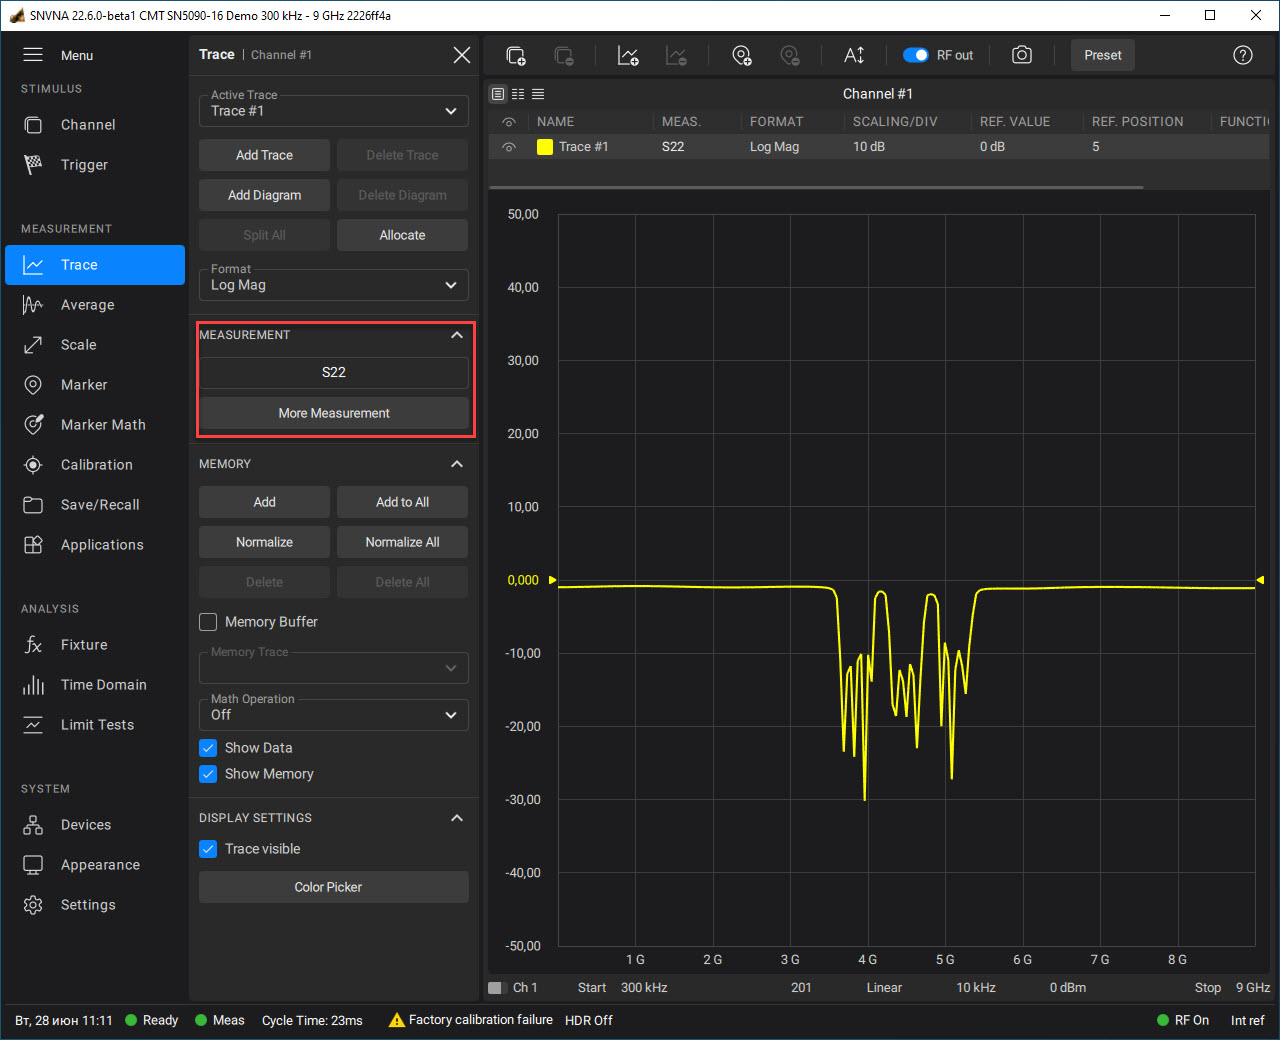 SNVNA 22.6.0-beta1 CMT SN5090-16 Demo 300 kHz - 9 GHz 2226ff4a
Menu
STIMULUS
Channel
Trigger
MEASUREMENT
Trace
Average
Scale
Marker
Marker Math
Calibration
Save/Recall
Applications
ANALYSIS
Fixture
Time Domain
Limit Tests
SYSTEM
Devices
Appearance
Settings
Trace | Channel #1
Active Trace
Trace #1
Add Trace Delete Trace
Add Diagram Delete Diagram
Split All Allocate
Format
Log Mag
MEASUREMENT
S22
More Measurement
MEMORY
Add Add to All
Normalize Normalize All
Delete Delete All
Memory Buffer
Memory Trace
Math Operation
Off
Show Data
Show Memory
DISPLAY SETTINGS
Trace visible
Color Picker
RF out Preset
Channel #1
NAME MEAS. FORMAT SCALING/DIV REF. VALUE REF. POSITION FUNCTI
Trace #1 S22 Log Mag 10 dB 0 dB 5
50,00
40,00
30,00
20,00
10,00
0,000
-10,00
-20,00
-30,00
-40,00
-50,00
1 G 2 G 3 G 4 G 5 G 6 G 7 G 8 G
Ch 1 Start 300 kHz 201 Linear 10 kHz 0 dBm Stop 9 GHz
Вт, 28 июн 11:11 Ready Meas Cycle Time: 23ms Factory calibration failure HDR Off RF On Int ref